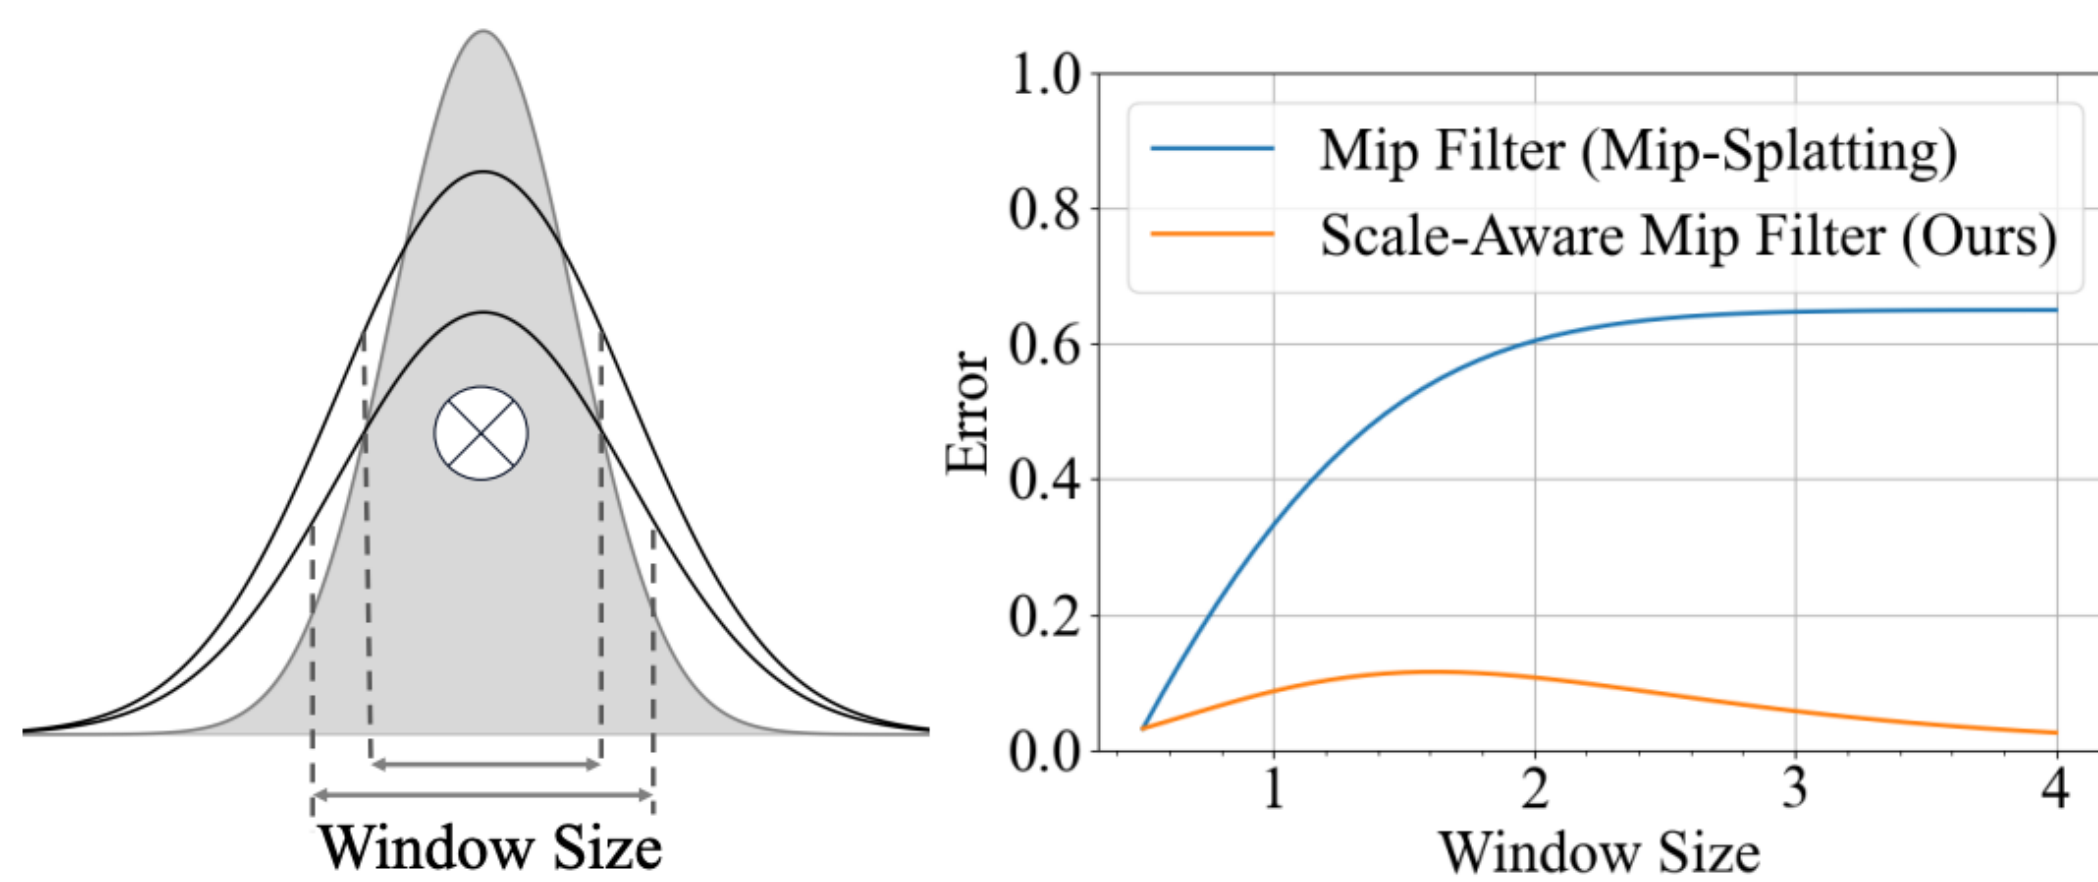 Window Size
1.0
0.8
0.6
0.4
0.2
0.0
Error
Mip Filter (Mip-Splatting)
Scale-Aware Mip Filter (Ours)
1 2 3 4
Window Size